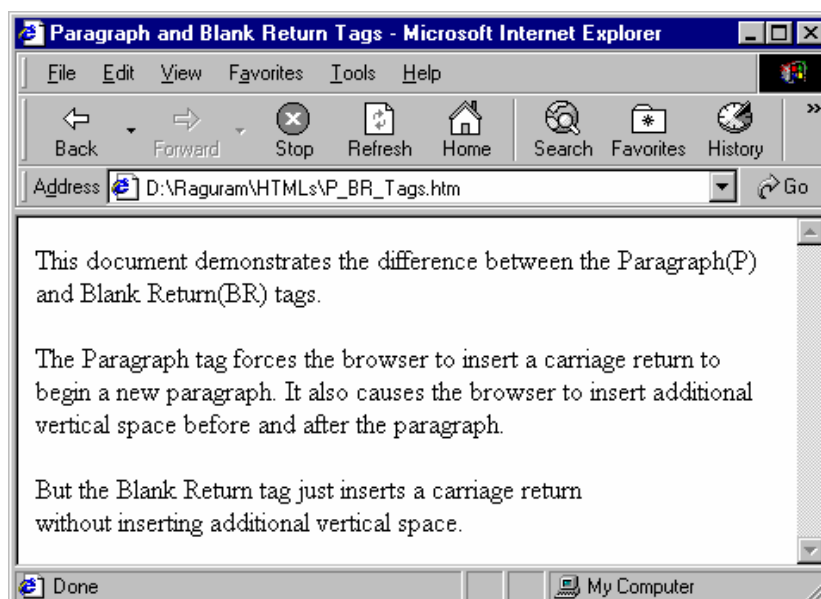 Paragraph and Blank Return Tags - Microsoft Internet Explorer
File Edit View Favorites Tools Help
Back Forward Stop Refresh Home Search Favorites History »
Address D:\Raguram\HTMLs\P_BR_Tags.htm Go
This document demonstrates the difference between the Paragraph(P)
and Blank Return(BR) tags.
The Paragraph tag forces the browser to insert a carriage return to
begin a new paragraph. It also causes the browser to insert additional
vertical space before and after the paragraph.
But the Blank Return tag just inserts a carriage return
without inserting additional vertical space.
Done My Computer